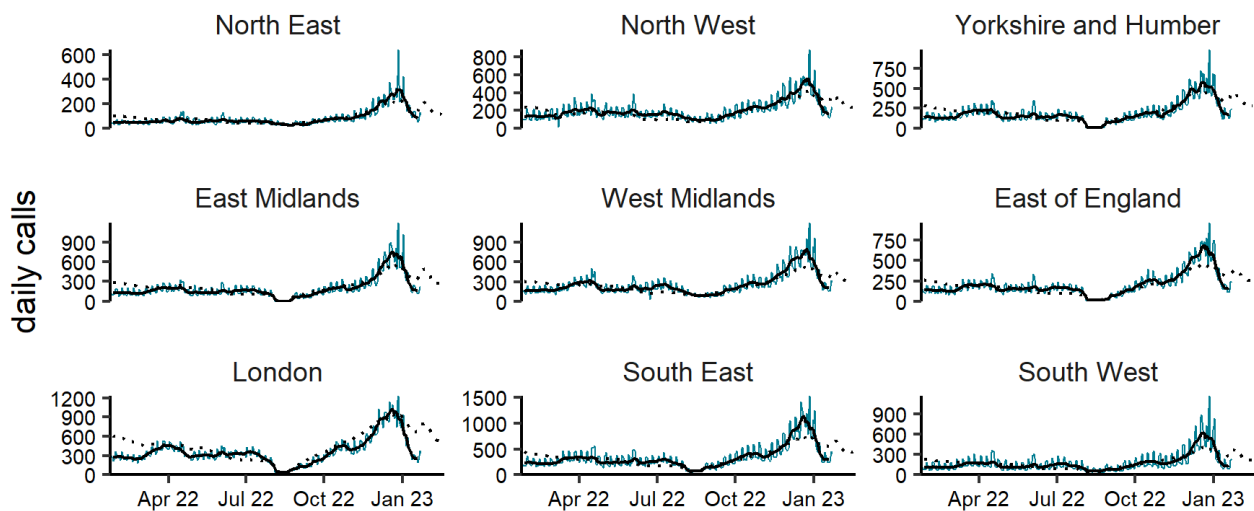 North East North West Yorkshire and Humber
600 800 750
400 600 500
200 400 250
0 200 0
0
East Midlands West Midlands East of England
900 900 750
600 600 500
300 300 250
0 0 0
daily calls
London South East South West
1200 1500 900
900 1000 600
600 500 300
300 0 0
0
Apr 22 Jul 22 Oct 22 Jan 23 Apr 22 Jul 22 Oct 22 Jan 23 Apr 22 Jul 22 Oct 22 Jan 23